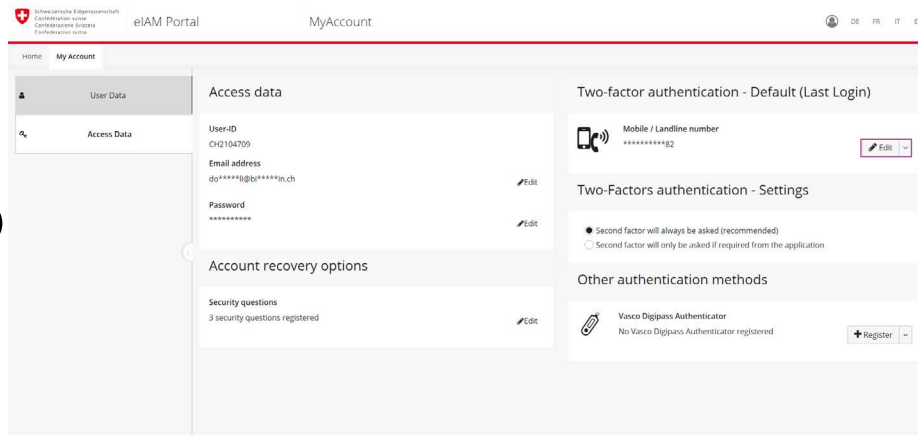 Schweizerische Eidgenossenschaft
Confédération suisse
Confederazione Svizzera
Confederaziun svizra
eIAM Portal
MyAccount
DE FR IT E
Home My Account
User Data
Access Data
Access data
User-ID
CH2104709
Email address
do*****li@bi*****in.ch
Edit
Password
**********
Edit
Account recovery options
Security questions
3 security questions registered
Edit
Two-factor authentication - Default (Last Login)
Mobile / Landline number
**********82
Edit
Two-Factors authentication - Settings
Second factor will always be asked (recommended)
Second factor will only be asked if required from the application
Other authentication methods
Vasco Digipass Authenticator
No Vasco Digipass Authenticator registered
Register